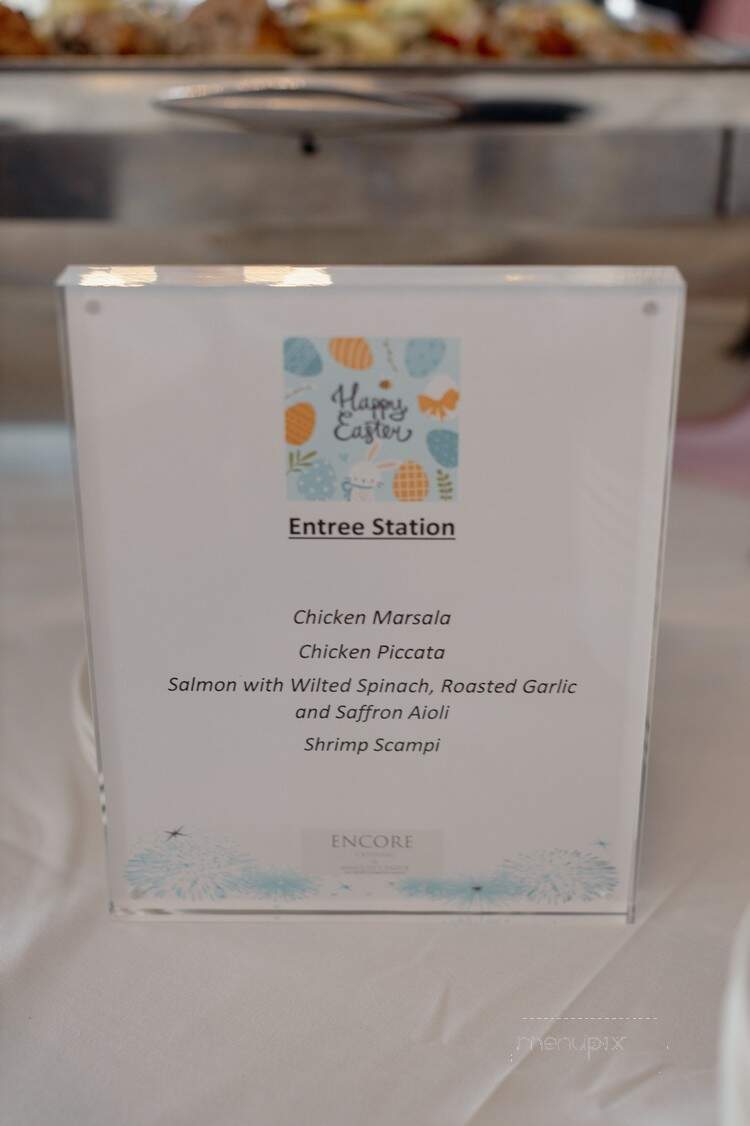 Happy
Easter
Entree Station
Chicken Marsala
Chicken Piccata
Salmon with Wilted Spinach, Roasted Garlic
and Saffron Aioli
Shrimp Scampi
ENCORE
menupix